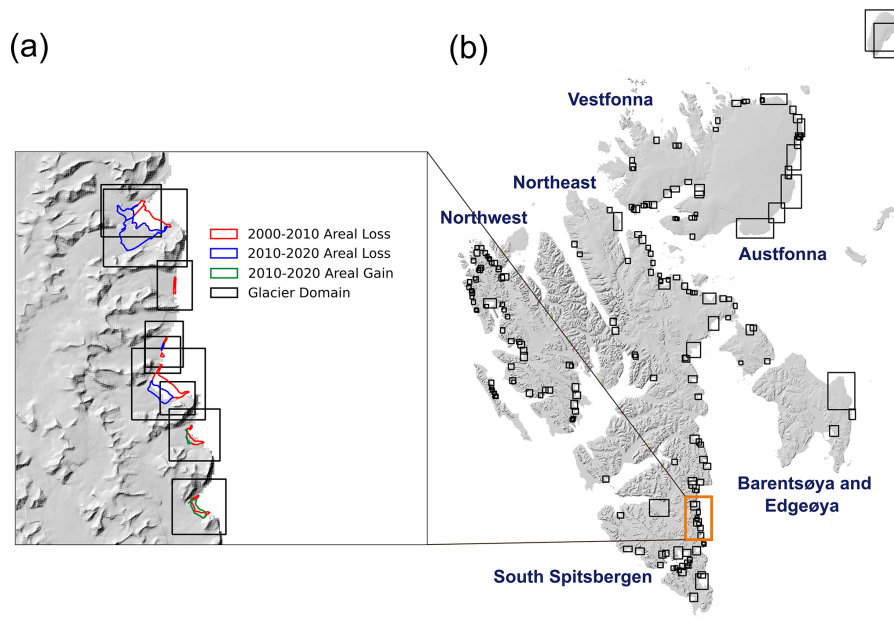 (a)
(b)
Vestfonna
Northeast
Northwest
Austfonna
2000-2010 Areal Loss
2010-2020 Areal Loss
2010-2020 Areal Gain
Glacier Domain
Barentsøya and
Edgeøya
South Spitsbergen